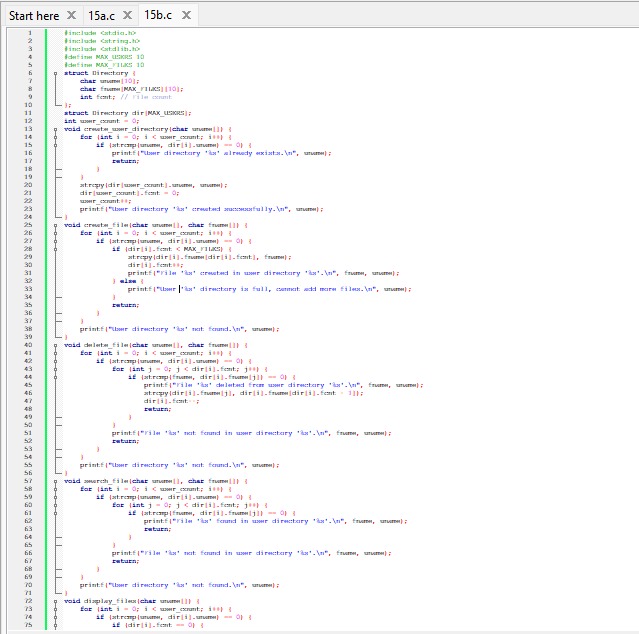 Start here 15a.c 15b.c
1 #include <stdio.h>
2 #include <string.h>
3 #include <stdlib.h>
4 #define MAX_USERS 10
5 #define MAX_FILES 10
6 struct Directory {
7 char uname[10];
8 char fname[MAX_FILES][10];
9 int fcnt; // file count
10 };
11 struct Directory dir[MAX_USERS];
12 int user_count = 0;
13 void create_user_directory(char uname[]) {
14 for (int i = 0; i < user_count; i++) {
15 if (strcmp(uname, dir[i].uname) == 0) {
16 printf("User directory '%s' already exists.\n", uname);
17 return;
18 }
19 }
20 strcpy(dir[user_count].uname, uname);
21 dir[user_count].fcnt = 0;
22 user_count++;
23 printf("User directory '%s' created successfully.\n", uname);
24 }
25 void create_file(char uname[], char fname[]) {
26 for (int i = 0; i < user_count; i++) {
27 if (strcmp(uname, dir[i].uname) == 0) {
28 if (dir[i].fcnt < MAX_FILES) {
29 strcpy(dir[i].fname[dir[i].fcnt], fname);
30 dir[i].fcnt++;
31 printf("File '%s' created in user directory '%s'.\n", fname, uname);
32 } else {
33 printf("User '%s' directory is full, cannot add more files.\n", uname);
34 }
35 return;
36 }
37 }
38 printf("User directory '%s' not found.\n", uname);
39 }
40 void delete_file(char uname[], char fname[]) {
41 for (int i = 0; i < user_count; i++) {
42 if (strcmp(uname, dir[i].uname) == 0) {
43 for (int j = 0; j < dir[i].fcnt; j++) {
44 if (strcmp(fname, dir[i].fname[j]) == 0) {
45 printf("File '%s' deleted from user directory '%s'.\n", fname, uname);
46 strcpy(dir[i].fname[j], dir[i].fname[dir[i].fcnt - 1]);
47 dir[i].fcnt--;
48 return;
49 }
50 }
51 printf("File '%s' not found in user directory '%s'.\n", fname, uname);
52 return;
53 }
54 }
55 printf("User directory '%s' not found.\n", uname);
56 }
57 void search_file(char uname[], char fname[]) {
58 for (int i = 0; i < user_count; i++) {
59 if (strcmp(uname, dir[i].uname) == 0) {
60 for (int j = 0; j < dir[i].fcnt; j++) {
61 if (strcmp(fname, dir[i].fname[j]) == 0) {
62 printf("File '%s' found in user directory '%s'.\n", fname, uname);
63 return;
64 }
65 }
66 printf("File '%s' not found in user directory '%s'.\n", fname, uname);
67 return;
68 }
69 }
70 printf("User directory '%s' not found.\n", uname);
71 }
72 void display_files(char uname[]) {
73 for (int i = 0; i < user_count; i++) {
74 if (strcmp(uname, dir[i].uname) == 0) {
75 if (dir[i].fcnt == 0) {